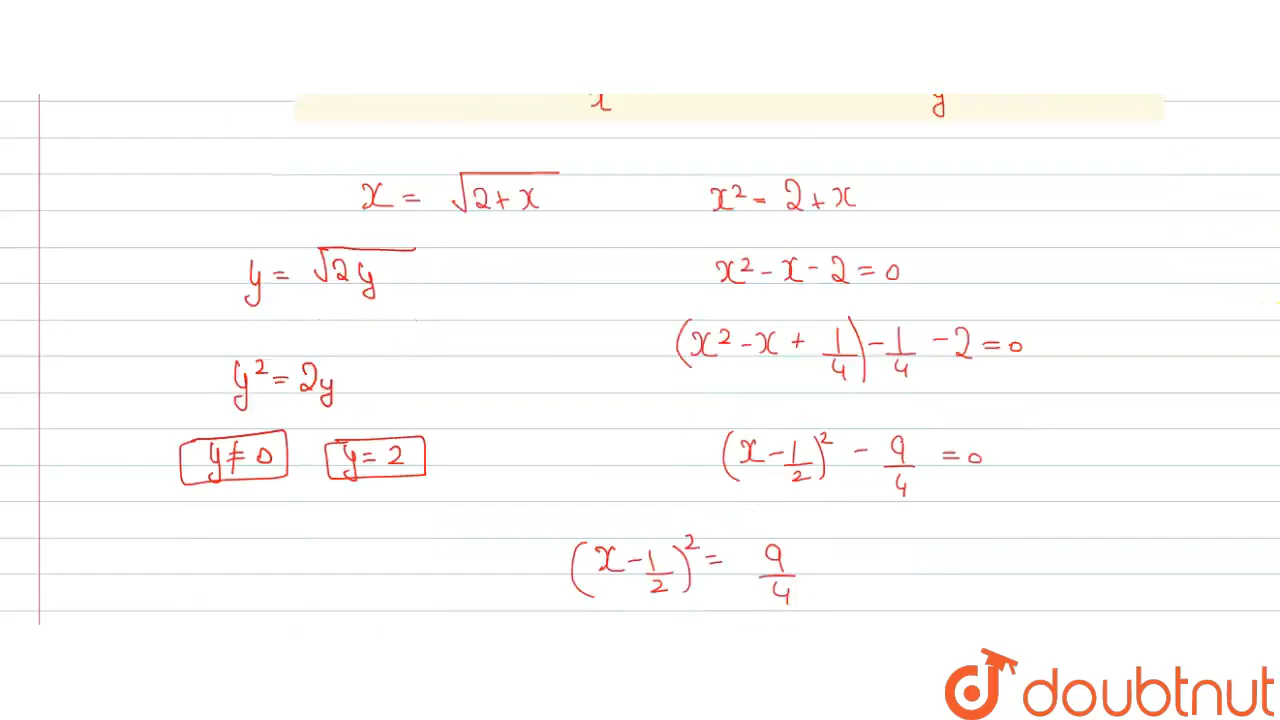 x y
x = √2+x x² = 2+x
y = √2y x² - x - 2 = 0
(x² - x + 1/4) - 1/4 - 2 = 0
y² = 2y
y ≠ 0 y = 2 (x - 1/2)² - 9/4 = 0
(x - 1/2)² = 9/4
doubtnut